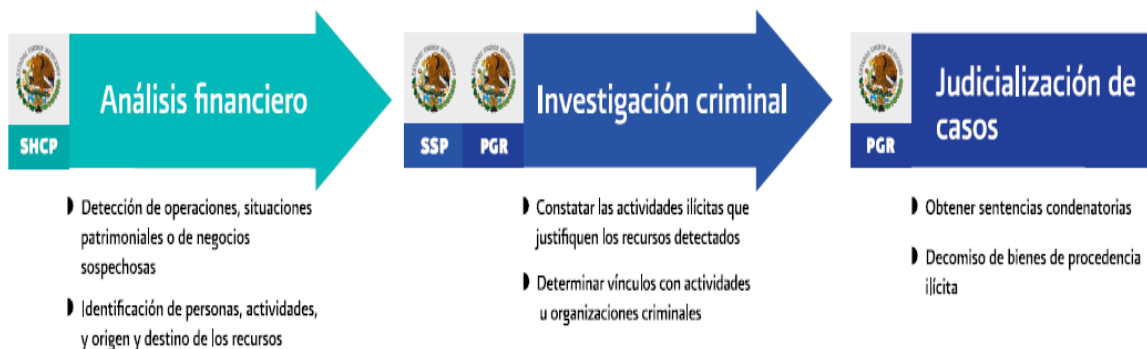 Análisis financiero
SHCP
Detección de operaciones, situaciones
patrimoniales o de negocios
sospechosas
Identificación de personas, actividades,
y origen y destino de los recursos
Investigación criminal
SSP
PGR
Constatar las actividades ilícitas que
justifiquen los recursos detectados
Determinar vínculos con actividades
u organizaciones criminales
Judicialización de
casos
PGR
Obtener sentencias condenatorias
Decomiso de bienes de procedencia
ilícita